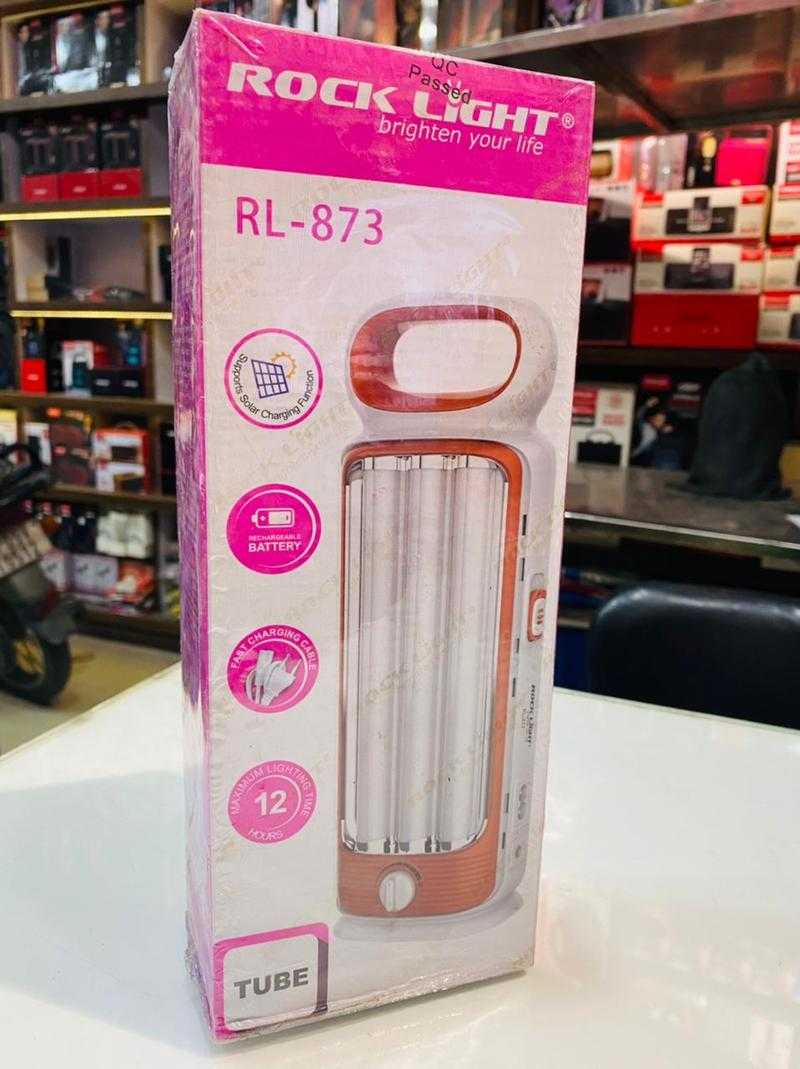 QC
Passed
ROCK LIGHT®
brighten your life
RL-873
Supports Solar Charging Function
RECHARGEABLE
BATTERY
FAST CHARGING CABLE
MAXIMUM LIGHTING TIME
12
HOURS
ROCK LIGHT
TUBE